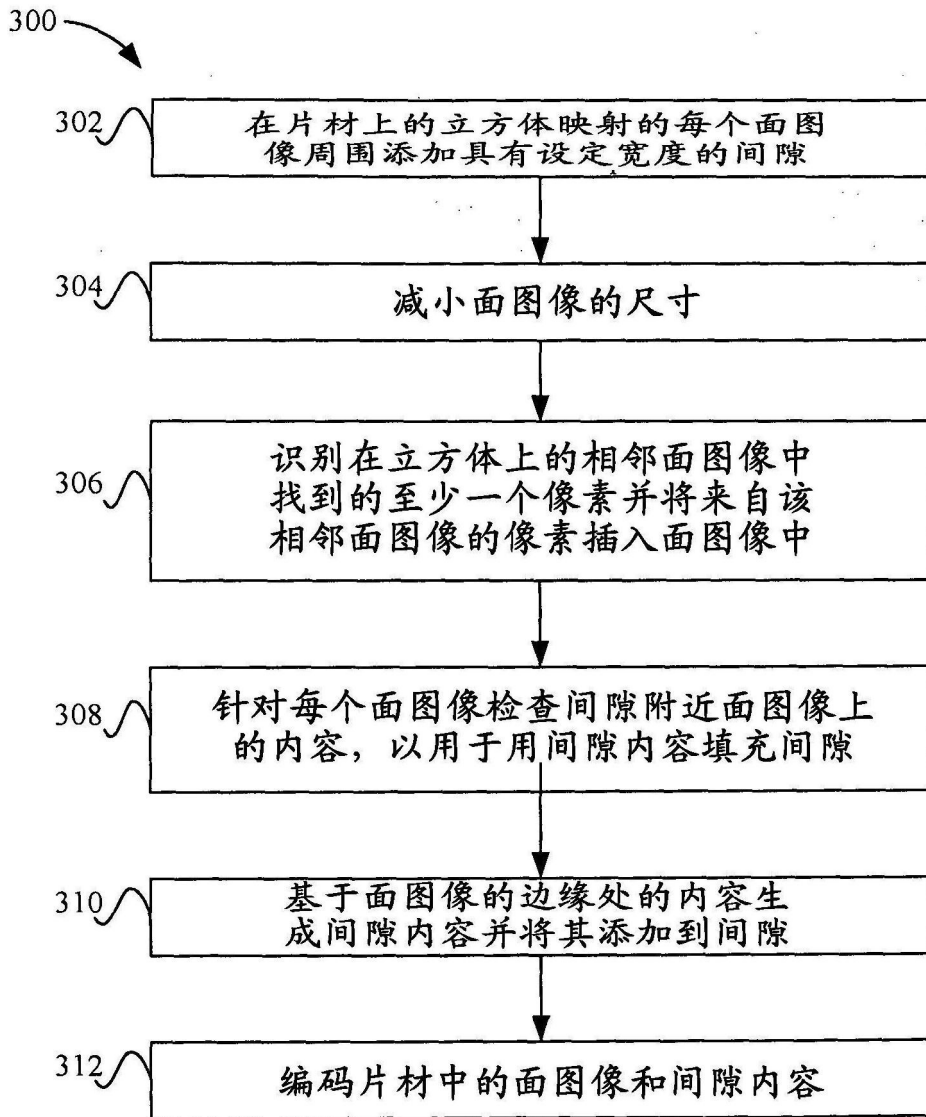 300
302
在片材上的立方体映射的每个面图
像周围添加具有设定宽度的间隙
304
减小面图像的尺寸
306
识别在立方体上的相邻面图像中
找到的至少一个像素并将来自该
相邻面图像的像素插入面图像中
308
针对每个面图像检查间隙附近面图像上
的内容，以用于用间隙内容填充间隙
310
基于面图像的边缘处的内容生
成间隙内容并将其添加到间隙
312
编码片材中的面图像和间隙内容